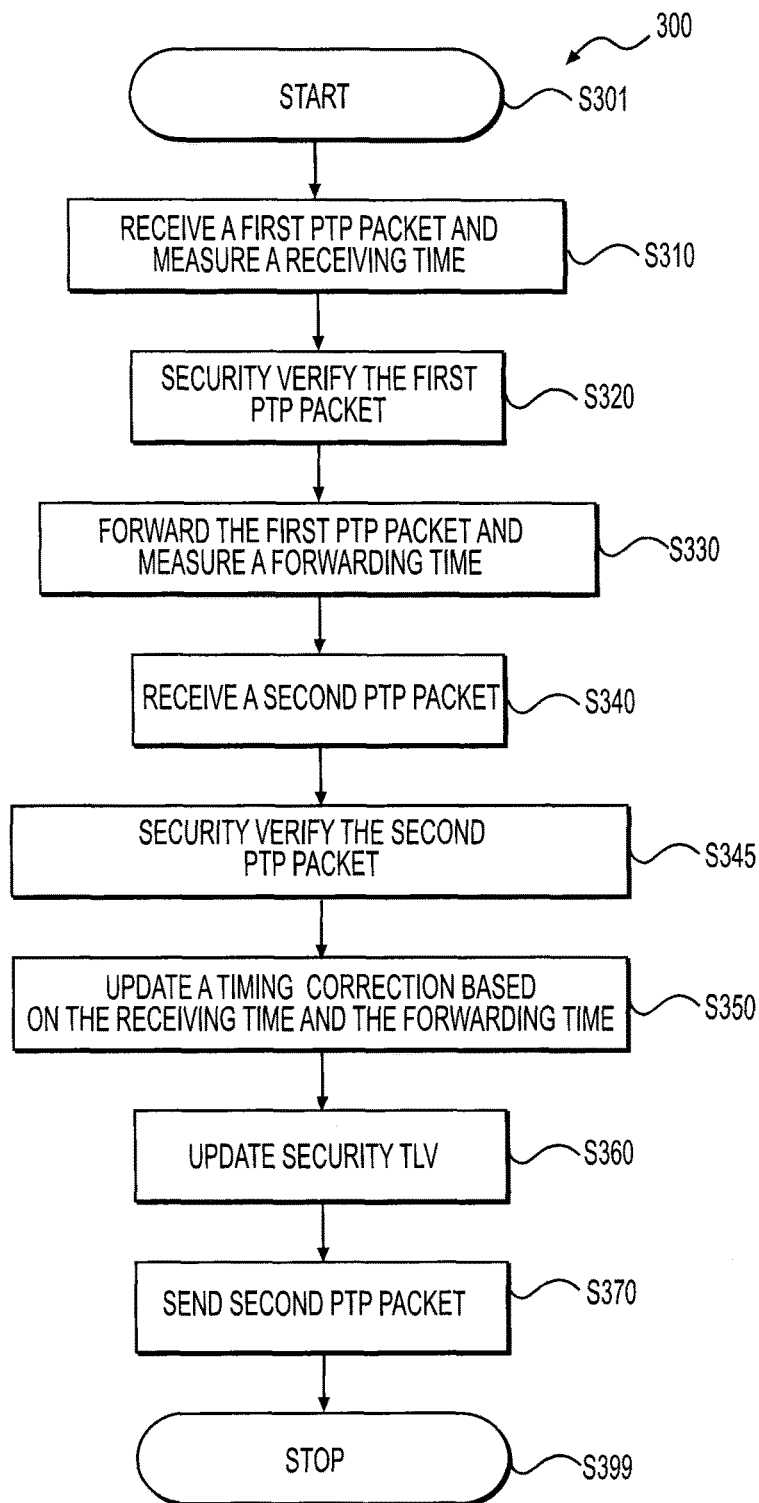 300
START
S301
RECEIVE A FIRST PTP PACKET AND
MEASURE A RECEIVING TIME
S310
SECURITY VERIFY THE FIRST
PTP PACKET
S320
FORWARD THE FIRST PTP PACKET AND
MEASURE A FORWARDING TIME
S330
RECEIVE A SECOND PTP PACKET
S340
SECURITY VERIFY THE SECOND
PTP PACKET
S345
UPDATE A TIMING CORRECTION BASED
ON THE RECEIVING TIME AND THE FORWARDING TIME
S350
UPDATE SECURITY TLV
S360
SEND SECOND PTP PACKET
S370
STOP
S399